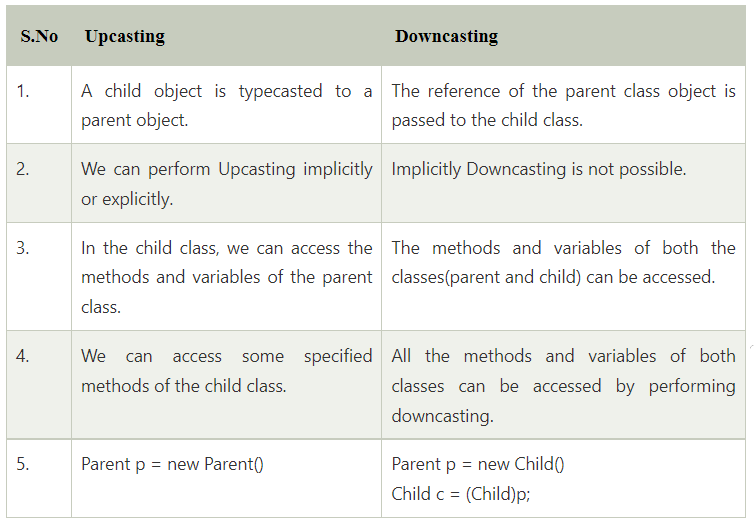 S.No Upcasting Downcasting
1. A child object is typecasted to a The reference of the parent class object is
parent object. passed to the child class.
2. We can perform Upcasting implicitly Implicitly Downcasting is not possible.
or explicitly.
3. In the child class, we can access the The methods and variables of both the
methods and variables of the parent classes(parent and child) can be accessed.
class.
4. We can access some specified All the methods and variables of both
methods of the child class. classes can be accessed by performing
downcasting.
5. Parent p = new Parent() Parent p = new Child()
Child c = (Child)p;